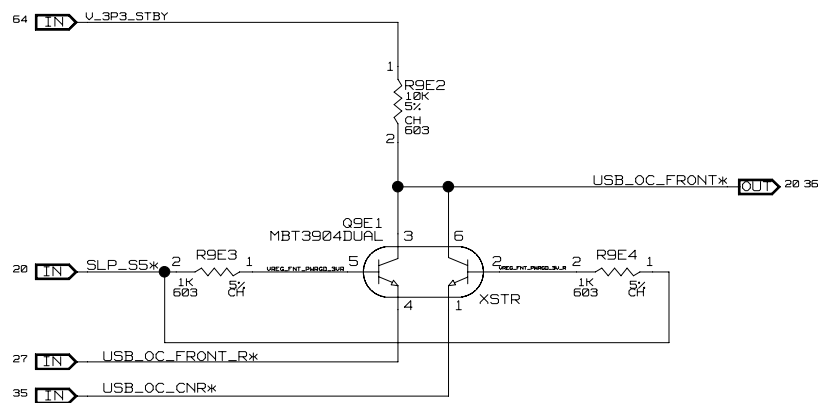 64 IN V_3P3_STBY
1
R9E2
10K
5%
CH
603
2
USB_OC_FRONT* OUT 20 36
Q9E1
MBT3904DUAL 3 6
20 IN SLP_S5* 2 R9E3 1 VREG_FNT_PWRGD_3VR 5 2 VREG_FNT_PWRGD_3V_R 2 R9E4 1
1K 5%
603 CH
1K 5%
603 CH
4 1 XSTR
27 IN USB_OC_FRONT_R*
35 IN USB_OC_CNR*